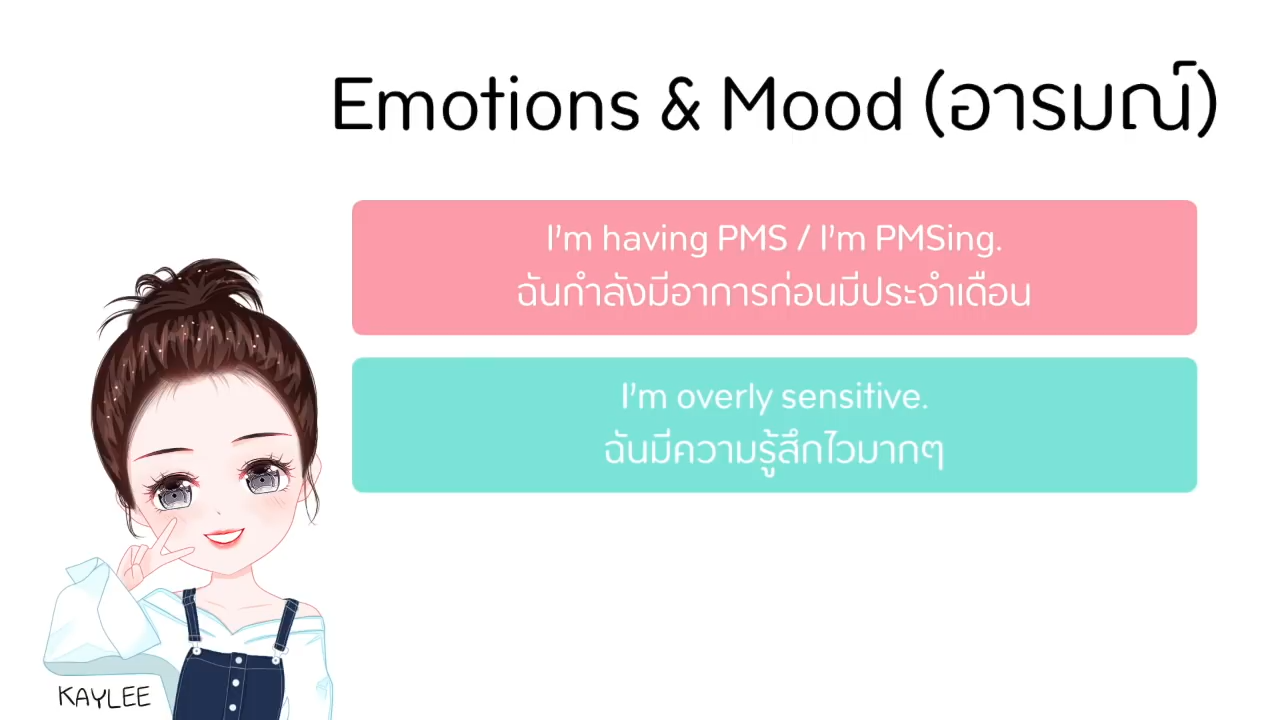 Emotions & Mood (อารมณ์)
I'm having PMS / I'm PMSing.
ฉันกำลังมีอาการก่อนมีประจำเดือน
I'm overly sensitive.
ฉันมีความรู้สึกไวมากๆ
KAYLEE